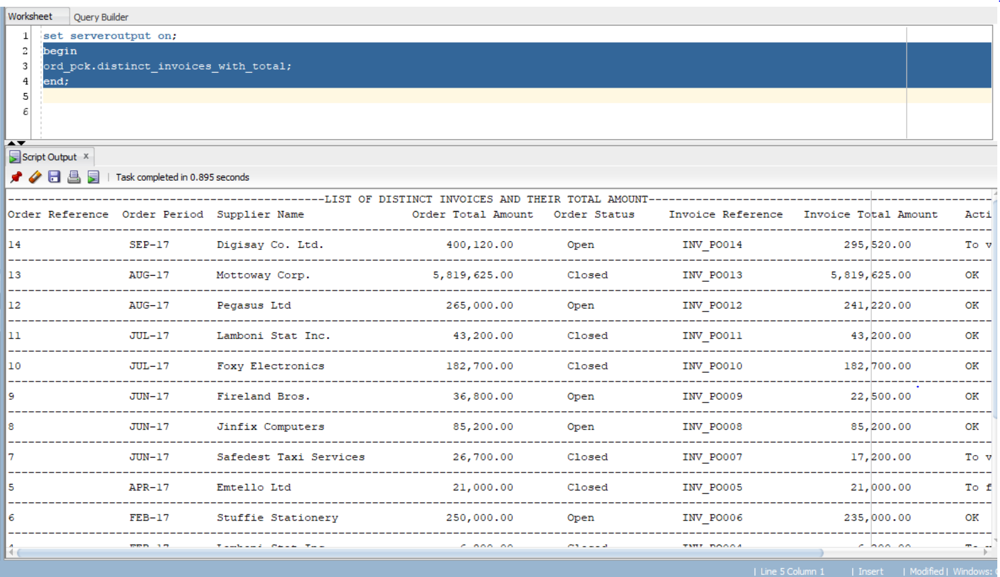 Worksheet Query Builder
1 set serveroutput on;
2 begin
3 ord_pck.distinct_invoices_with_total;
4 end;
5
6
Script Output x
Task completed in 0.895 seconds
-----------------------------------------------LIST OF DISTINCT INVOICES AND THEIR TOTAL AMOUNT---------------------------------------------------
Order Reference Order Period Supplier Name Order Total Amount Order Status Invoice Reference Invoice Total Amount Acti
14 SEP-17 Digisay Co. Ltd. 400,120.00 Open INV_PO014 295,520.00 To v
13 AUG-17 Mottoway Corp. 5,819,625.00 Closed INV_PO013 5,819,625.00 OK
12 AUG-17 Pegasus Ltd 265,000.00 Open INV_PO012 241,220.00 OK
11 JUL-17 Lamboni Stat Inc. 43,200.00 Closed INV_PO011 43,200.00 OK
10 JUL-17 Foxy Electronics 182,700.00 Closed INV_PO010 182,700.00 OK
9 JUN-17 Fireland Bros. 36,800.00 Open INV_PO009 22,500.00 OK
8 JUN-17 Jinfix Computers 85,200.00 Open INV_PO008 85,200.00 OK
7 JUN-17 Safedest Taxi Services 26,700.00 Closed INV_PO007 17,200.00 To v
5 APR-17 Emtello Ltd 21,000.00 Closed INV_PO005 21,000.00 To f
6 FEB-17 Stuffie Stationery 250,000.00 Open INV_PO006 235,000.00 OK
| Line 5 Column 1 | Insert | Modified | Windows: